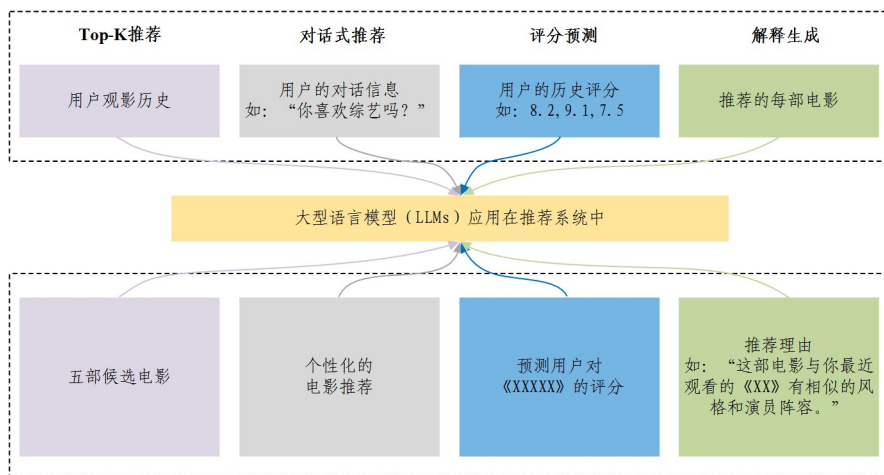 Top-K推荐
对话式推荐
评分预测
解释生成
用户观影历史
用户的对话信息
如：“你喜欢综艺吗？”
用户的历史评分
如：8.2,9.1,7.5
推荐的每部电影
大型语言模型（LLMs）应用在推荐系统中
五部候选电影
个性化的
电影推荐
预测用户对
《XXXXX》的评分
推荐理由
如：“这部电影与你最近
观看的《XX》有相似的风
格和演员阵容。”